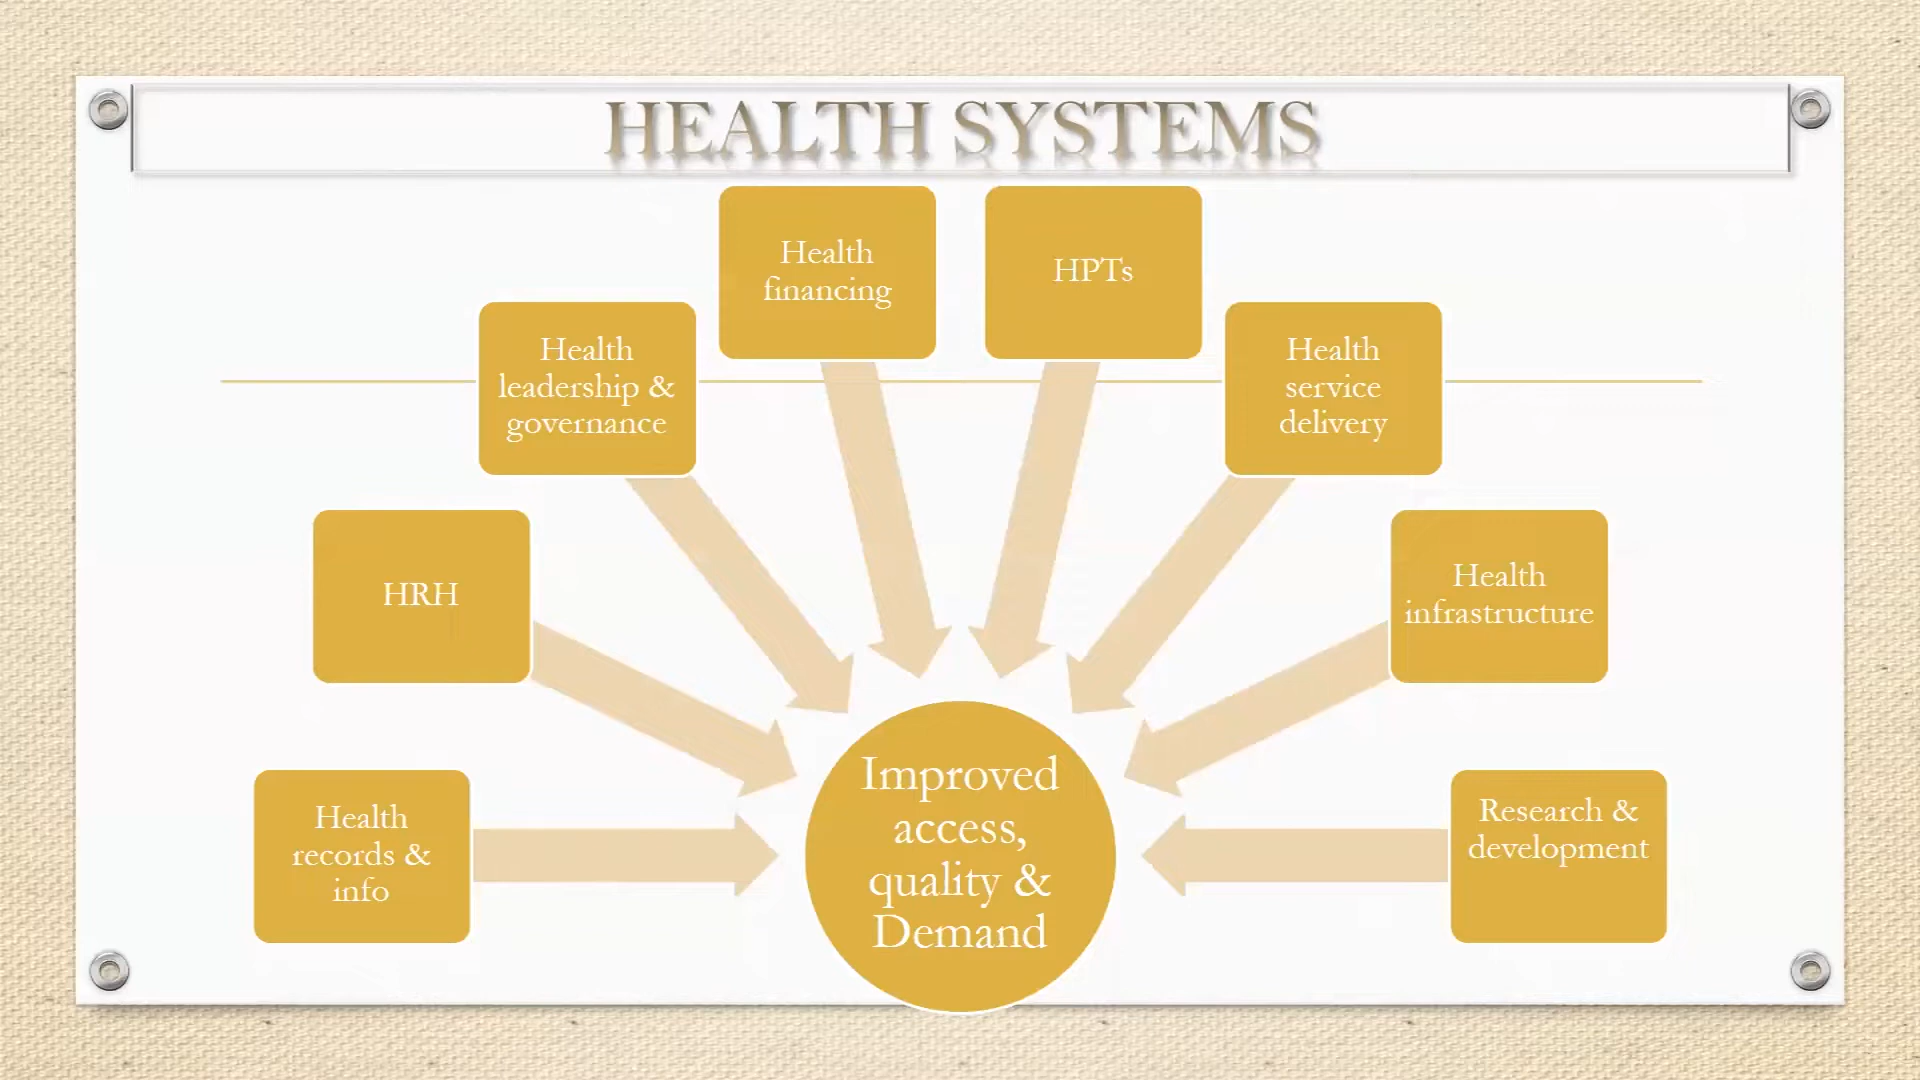 HEALTH SYSTEMS
Health
financing
HPTs
Health
leadership &
governance
Health
service
delivery
HRH
Health
infrastructure
Health
records &
info
Improved
access,
quality &
Demand
Research &
development